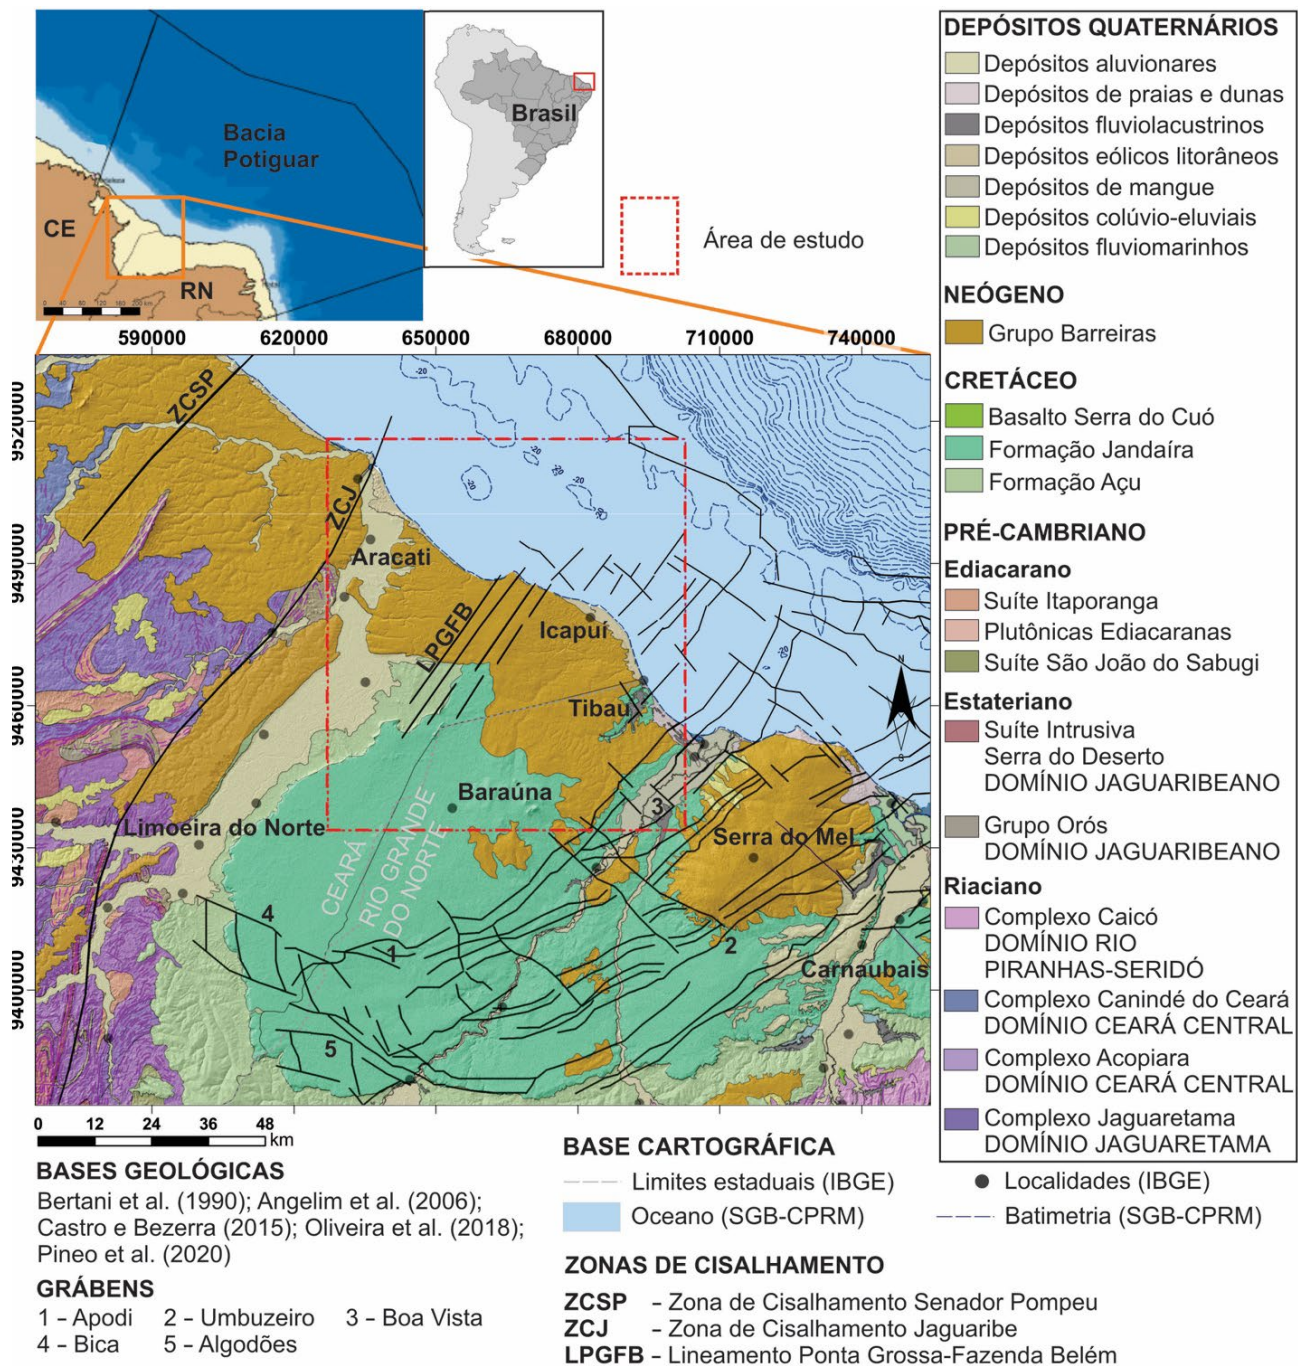 Bacia
Potiguar
CE
RN
Brasil
Área de estudo
590000
620000
650000
680000
710000
740000
9520000
9490000
9460000
9430000
9400000
ZCSP
ZCJ
Aracati
LPGFB
Icapuí
Tibau
Baraúna
Limoeira do Norte
Serra do Mel
Carnaubais
CEARÁ
RIO GRANDE
DO NORTE
1
2
3
4
5
-20
-20
-20
-20
-20
N
S
0 12 24 36 48
km
DEPÓSITOS QUATERNÁRIOS
Depósitos aluvionares
Depósitos de praias e dunas
Depósitos fluviolacustrinos
Depósitos eólicos litorâneos
Depósitos de mangue
Depósitos colúvio-eluviais
Depósitos fluviomarinhos
NEÓGENO
Grupo Barreiras
CRETÁCEO
Basalto Serra do Cuó
Formação Jandaíra
Formação Açu
PRÉ-CAMBRIANO
Ediacarano
Suíte Itaporanga
Plutônicas Ediacaranas
Suíte São João do Sabugi
Estateriano
Suíte Intrusiva
Serra do Deserto
DOMÍNIO JAGUARIBEANO
Grupo Orós
DOMÍNIO JAGUARIBEANO
Riaciano
Complexo Caicó
DOMÍNIO RIO
PIRANHAS-SERIDÓ
Complexo Canindé do Ceará
DOMÍNIO CEARÁ CENTRAL
Complexo Acopiara
DOMÍNIO CEARÁ CENTRAL
Complexo Jaguaretama
DOMÍNIO JAGUARETAMA
BASES GEOLÓGICAS
Bertani et al. (1990); Angelim et al. (2006);
Castro e Bezerra (2015); Oliveira et al. (2018);
Pineo et al. (2020)
GRÁBENS
1 - Apodi 2 - Umbuzeiro 3 - Boa Vista
4 - Bica 5 - Algodões
BASE CARTOGRÁFICA
Limites estaduais (IBGE)
Localidades (IBGE)
Oceano (SGB-CPRM)
Batimetria (SGB-CPRM)
ZONAS DE CISALHAMENTO
ZCSP - Zona de Cisalhamento Senador Pompeu
ZCJ - Zona de Cisalhamento Jaguaribe
LPGFB - Lineamento Ponta Grossa-Fazenda Belém